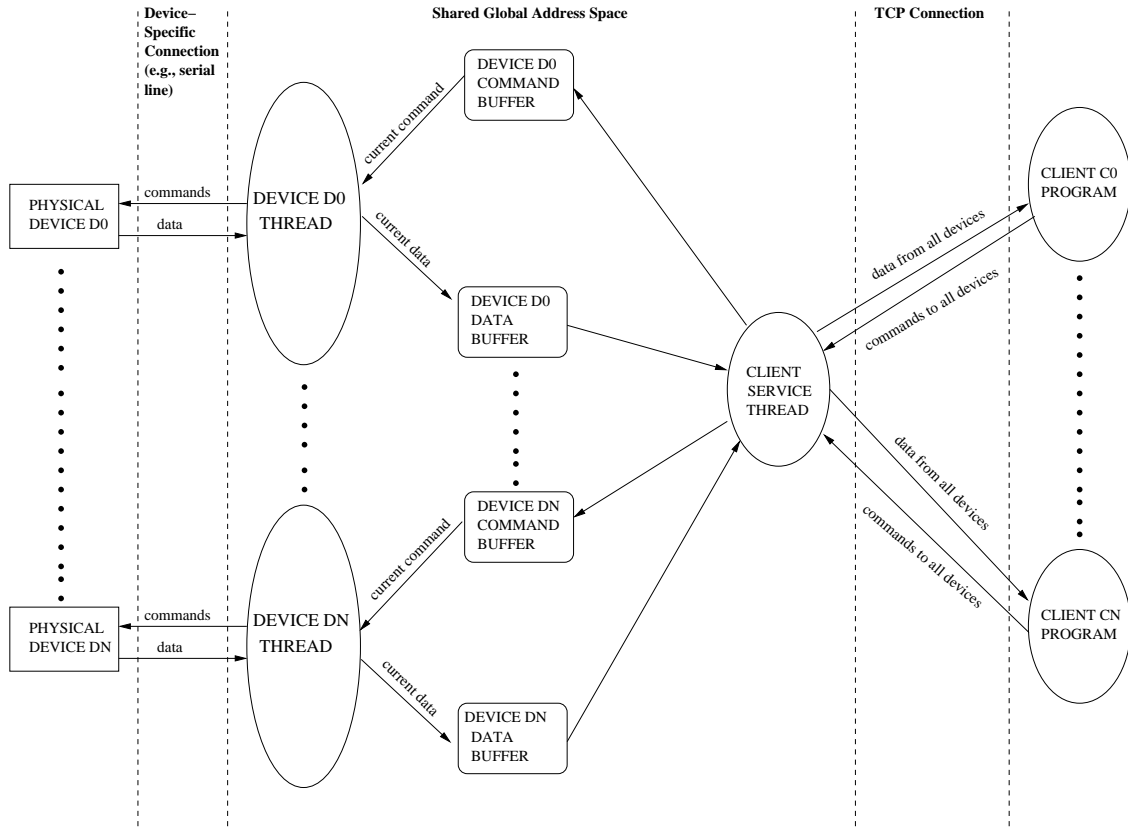 Device–
Specific
Connection
(e.g., serial
line)
Shared Global Address Space
TCP Connection
DEVICE D0
COMMAND
BUFFER
current command
PHYSICAL
DEVICE D0
commands
data
DEVICE D0
THREAD
current data
DEVICE D0
DATA
BUFFER
CLIENT
SERVICE
THREAD
data from all devices
commands to all devices
CLIENT C0
PROGRAM
DEVICE DN
COMMAND
BUFFER
current command
PHYSICAL
DEVICE DN
commands
data
DEVICE DN
THREAD
current data
DEVICE DN
DATA
BUFFER
data from all devices
commands to all devices
CLIENT CN
PROGRAM